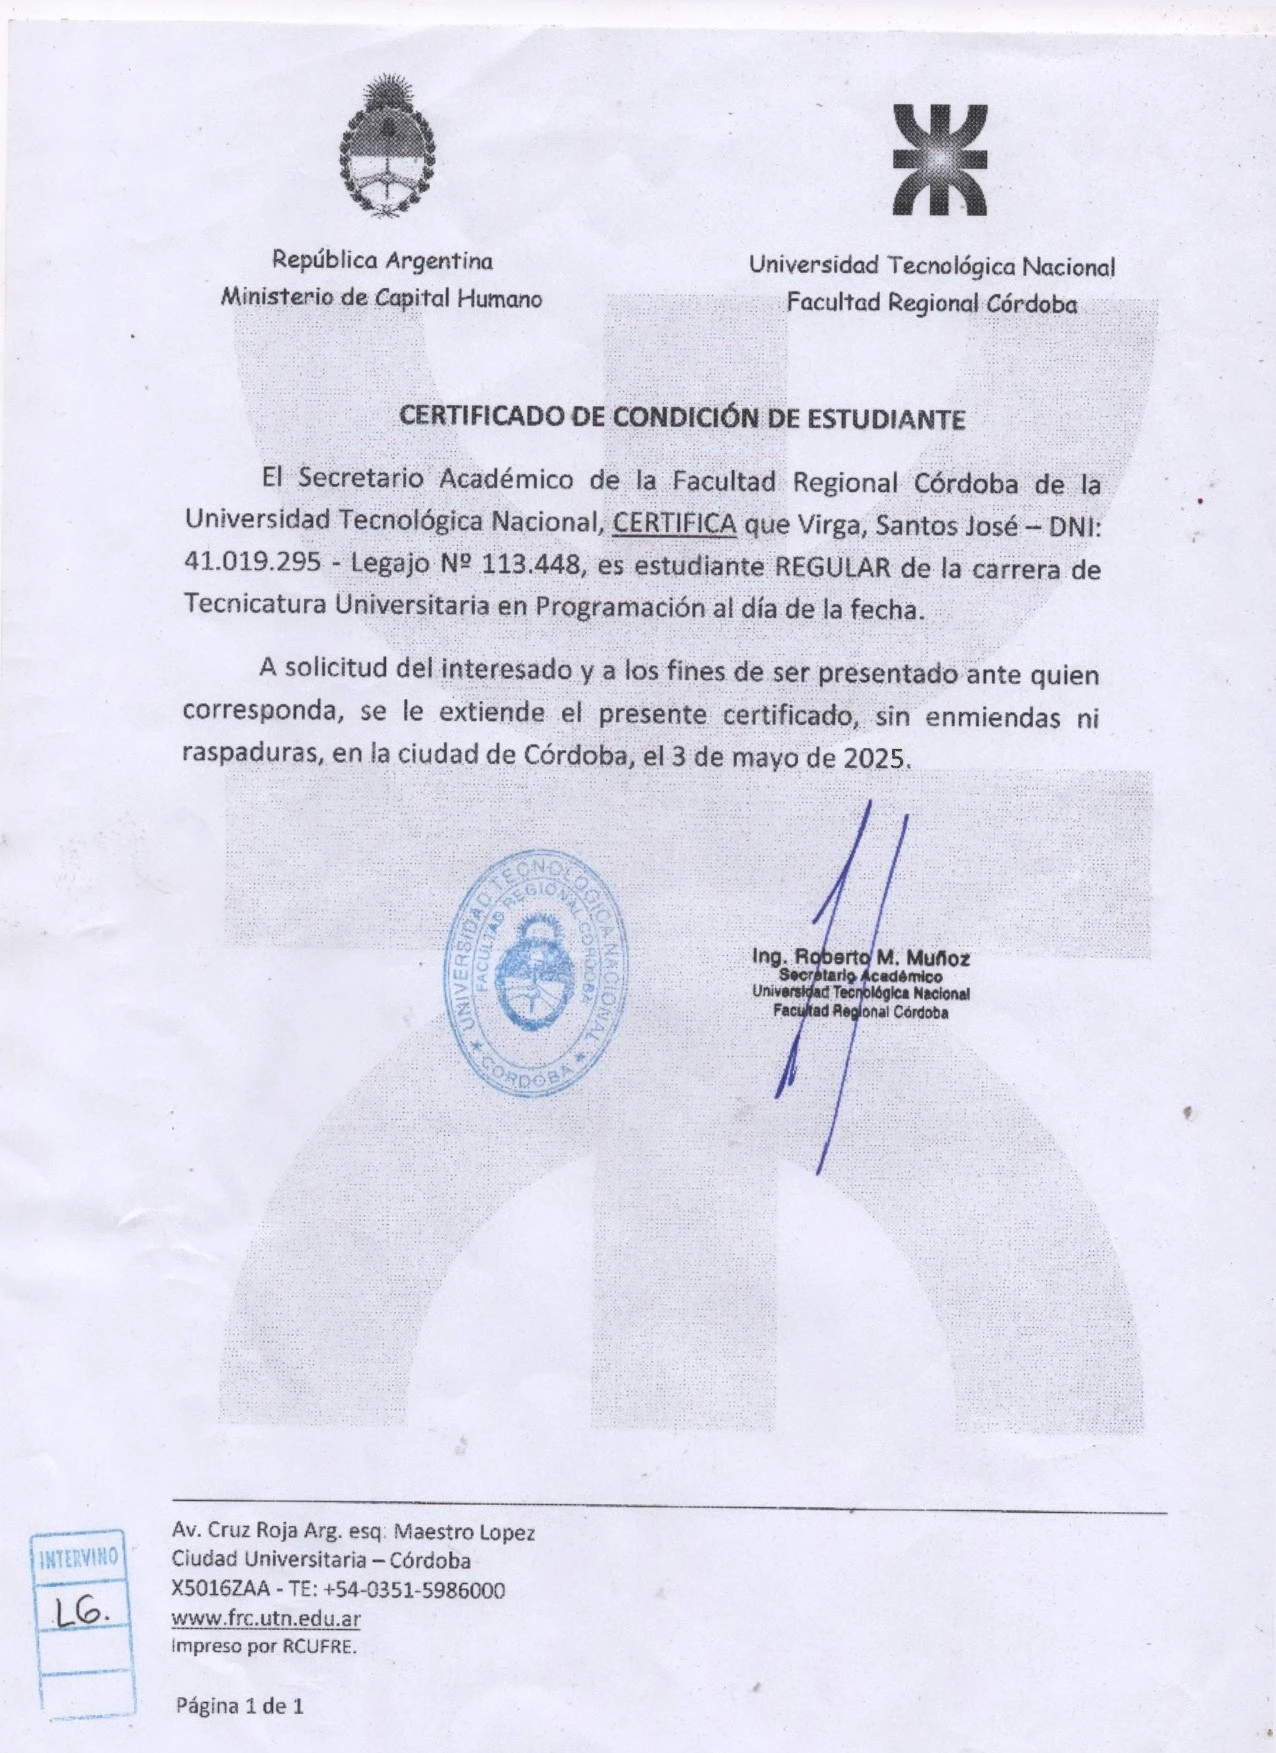 República Argentina
Ministerio de Capital Humano
Universidad Tecnológica Nacional
Facultad Regional Córdoba
CERTIFICADO DE CONDICIÓN DE ESTUDIANTE
El Secretario Académico de la Facultad Regional Córdoba de la
Universidad Tecnológica Nacional, CERTIFICA que Virga, Santos José – DNI:
41.019.295 - Legajo Nº 113.448, es estudiante REGULAR de la carrera de
Tecnicatura Universitaria en Programación al día de la fecha.
A solicitud del interesado y a los fines de ser presentado ante quien
corresponda, se le extiende el presente certificado, sin enmiendas ni
raspaduras, en la ciudad de Córdoba, el 3 de mayo de 2025.
UNIVERSIDAD TECNOLOGICA NACIONAL
FACULTAD REGIONAL CORDOBA
★ CORDOBA ★
Ing. Roberto M. Muñoz
Secretario Académico
Universidad Tecnológica Nacional
Facultad Regional Córdoba
INTERVINO
LG.
Av. Cruz Roja Arg. esq. Maestro Lopez
Ciudad Universitaria – Córdoba
X5016ZAA - TE: +54-0351-5986000
www.frc.utn.edu.ar
Impreso por RCUFRE.
Página 1 de 1